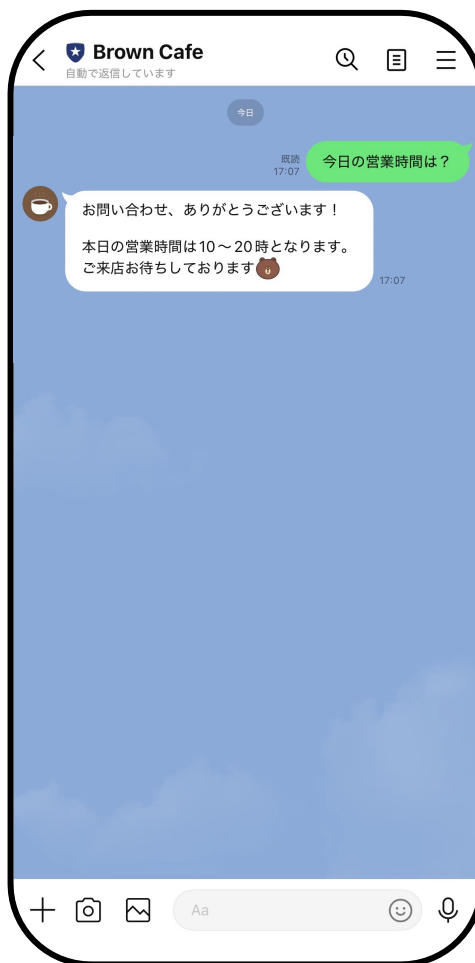 Brown Cafe
自動で返信しています
今日
今日の営業時間は？
既読
17:07
お問い合わせ、ありがとうございます！
本日の営業時間は10〜20時となります。
ご来店お待ちしております
17:07
Aa